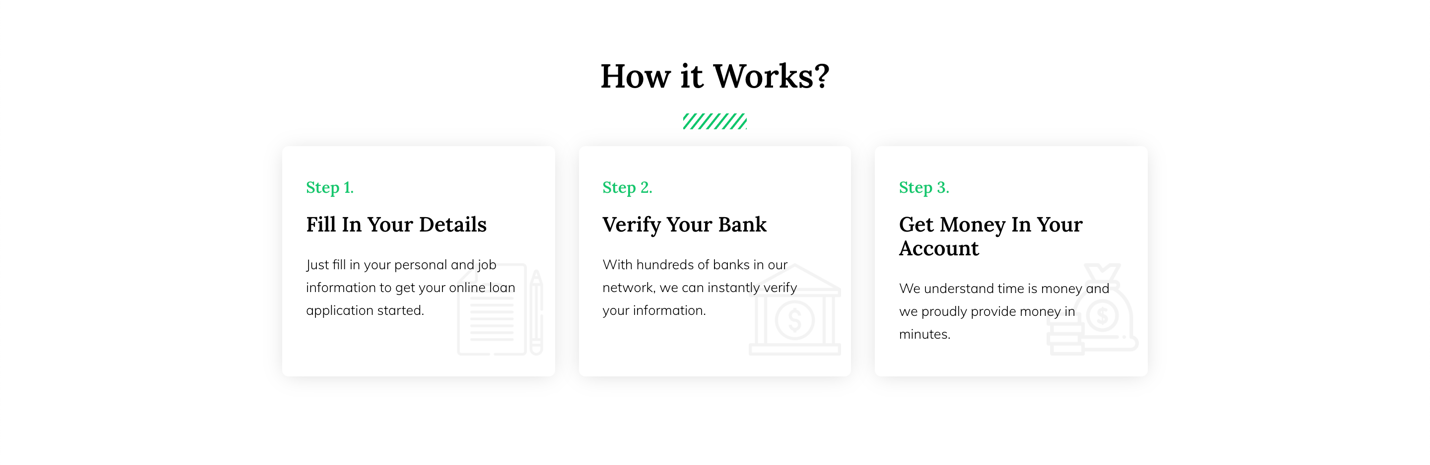 How it Works?
Step 1.
Fill In Your Details
Just fill in your personal and job
information to get your online loan
application started.
Step 2.
Verify Your Bank
With hundreds of banks in our
network, we can instantly verify
your information.
Step 3.
Get Money In Your
Account
We understand time is money and
we proudly provide money in
minutes.